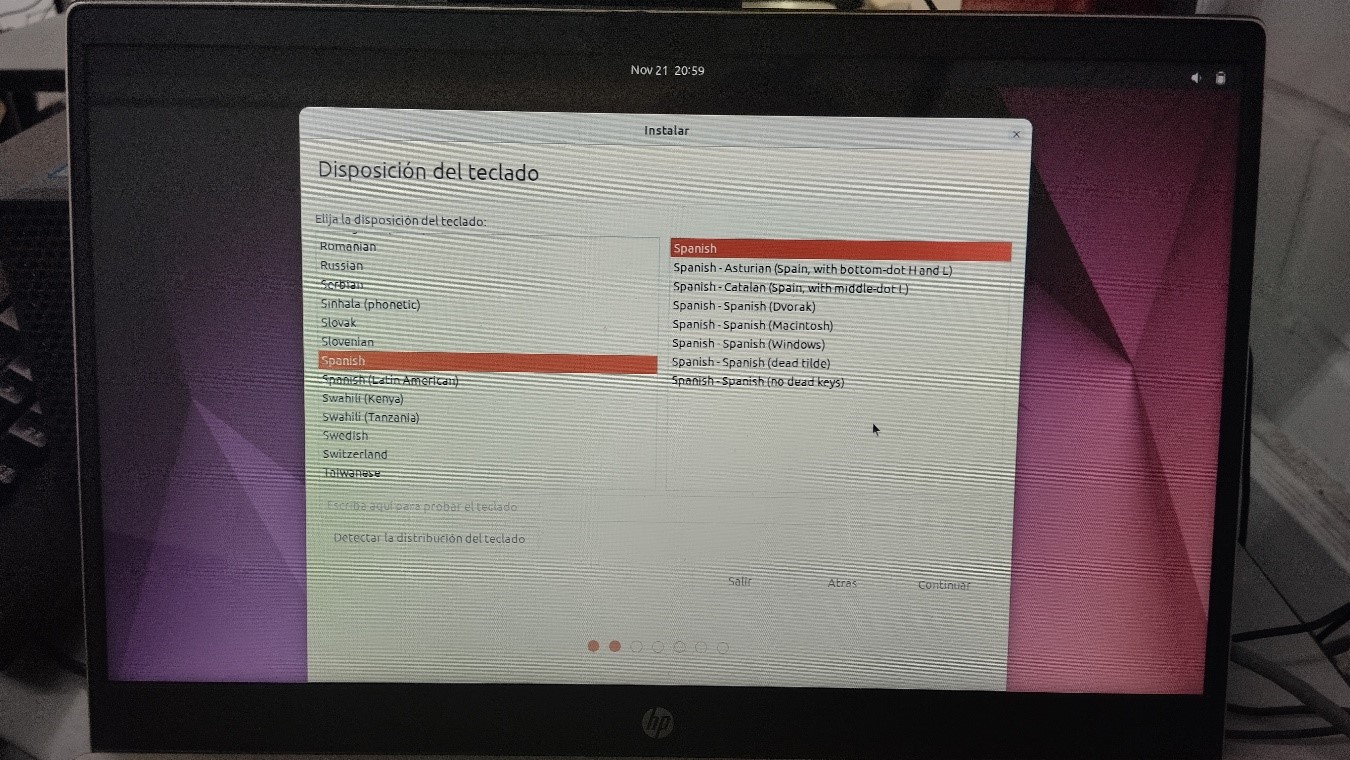 Nov 21 20:59
Instalar
Disposición del teclado
Elija la disposición del teclado:
Romanian
Russian
Serbian
Sinhala (phonetic)
Slovak
Slovenian
Spanish
Spanish (Latin American)
Swahili (Kenya)
Swahili (Tanzania)
Swedish
Switzerland
Taiwanese
Spanish
Spanish - Asturian (Spain, with bottom-dot H and L)
Spanish - Catalan (Spain, with middle-dot L)
Spanish - Spanish (Dvorak)
Spanish - Spanish (Macintosh)
Spanish - Spanish (Windows)
Spanish - Spanish (dead tilde)
Spanish - Spanish (no dead keys)
Escriba aquí para probar el teclado
Detectar la distribución del teclado
Salir Atrás Continuar
hp